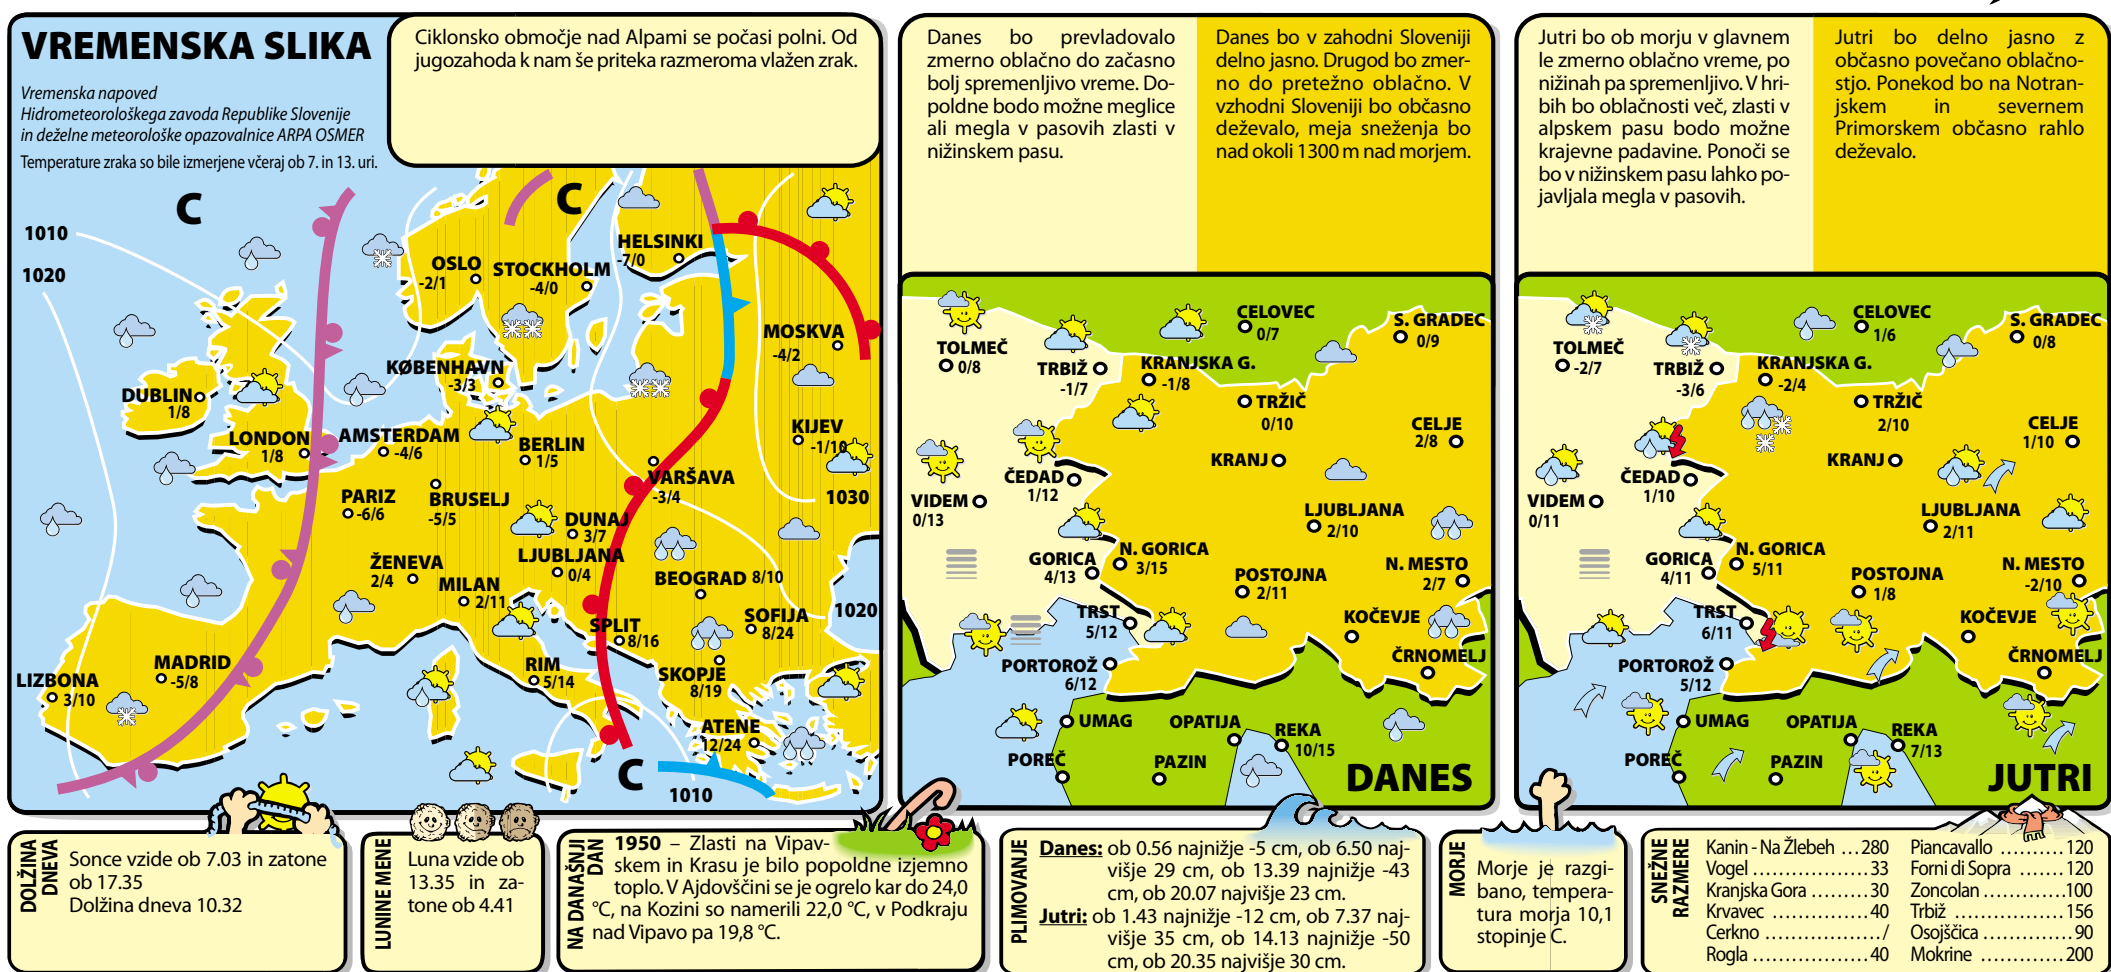 VREMENSKA SLIKA
Vremenska napoved
Hidrometeorološkega zavoda Republike Slovenije
in deželne meteorološke opazovalnice ARPA OSMER
Temperature zraka so bile izmerjene včeraj ob 7. in 13. uri.
Ciklonsko območje nad Alpami se počasi polni. Od
jugozahoda k nam še priteka razmeroma vlažen zrak.
C
C
1010
1020
HELSINKI
-7/0
OSLO
-2/1
STOCKHOLM
-4/0
MOSKVA
-4/2
KØBENHAVN
-3/3
DUBLIN
1/8
LONDON
1/8
AMSTERDAM
-4/6
BERLIN
1/5
KIJEV
-1/10
VARŠAVA
-3/4
1030
PARIZ
-6/6
BRUSELJ
-5/5
DUNAJ
3/7
LJUBLJANA
0/4
ŽENEVA
2/4
MILAN
2/11
BEOGRAD 8/10
1020
SOFIJA
8/24
SPLIT
8/16
MADRID
-5/8
LIZBONA
3/10
RIM
5/14
SKOPJE
8/19
ATENE
12/24
C
1010
Danes bo prevladovalo
zmerno oblačno do začasno
bolj spremenljivo vreme. Do-
poldne bodo možne meglice
ali megla v pasovih zlasti v
nižinskem pasu.
Danes bo v zahodni Sloveniji
delno jasno. Drugod bo zmer-
no do pretežno oblačno. V
vzhodni Sloveniji bo občasno
deževalo, meja sneženja bo
nad okoli 1300 m nad morjem.
CELOVEC
0/7
S. GRADEC
0/9
TOLMEČ
0/8
TRBIŽ
-1/7
KRANJSKA G.
-1/8
TRŽIČ
0/10
CELJE
2/8
KRANJ
ČEDAD
1/12
VIDEM
0/13
LJUBLJANA
2/10
GORICA
4/13
N. GORICA
3/15
POSTOJNA
2/11
N. MESTO
2/7
TRST
5/12
KOČEVJE
PORTOROŽ
6/12
ČRNOMELJ
UMAG
OPATIJA
REKA
10/15
POREČ
PAZIN
DANES
Jutri bo ob morju v glavnem
le zmerno oblačno vreme, po
nižinah pa spremenljivo. V hri-
bih bo oblačnosti več, zlasti v
alpskem pasu bodo možne
krajevne padavine. Ponoči se
bo v nižinskem pasu lahko po-
javljala megla v pasovih.
Jutri bo delno jasno z
občasno povečano oblačno-
stjo. Ponekod bo na Notran-
jskem in severnem
Primorskem občasno rahlo
deževalo.
CELOVEC
1/6
S. GRADEC
0/8
TOLMEČ
-2/7
TRBIŽ
-3/6
KRANJSKA G.
-2/4
TRŽIČ
2/10
CELJE
1/10
KRANJ
ČEDAD
1/10
VIDEM
0/11
LJUBLJANA
2/11
GORICA
4/11
N. GORICA
5/11
POSTOJNA
1/8
N. MESTO
-2/10
TRST
6/11
KOČEVJE
PORTOROŽ
5/12
ČRNOMELJ
UMAG
OPATIJA
REKA
7/13
POREČ
PAZIN
JUTRI
DOLŽINA
DNEVA
Sonce vzide ob 7.03 in zatone
ob 17.35
Dolžina dneva 10.32
LUNINE MENE
Luna vzide ob
13.35 in za-
tone ob 4.41
NA DANAŠNJI
DAN
1950 – Zlasti na Vipav-
skem in Krasu je bilo popoldne izjemno
toplo. V Ajdovščini se je ogrelo kar do 24,0
°C, na Kozini so namerili 22,0 °C, v Podkraju
nad Vipavo pa 19,8 °C.
PLIMOVANJE
Danes: ob 0.56 najnižje -5 cm, ob 6.50 naj-
višje 29 cm, ob 13.39 najnižje -43
cm, ob 20.07 najvišje 23 cm.
Jutri: ob 1.43 najnižje -12 cm, ob 7.37 naj-
višje 35 cm, ob 14.13 najnižje -50
cm, ob 20.35 najvišje 30 cm.
MORJE
Morje je razgi-
bano, tempera-
tura morja 10,1
stopinje C.
SNEŽNE
RAZMERE
Kanin - Na Žlebeh ...280
Vogel ....................33
Kranjska Gora .........30
Krvavec .................40
Cerkno ..................../
Rogla ....................40
Piancavallo ..........120
Forni di Sopra .......120
Zoncolan ..............100
Trbiž ....................156
Osojščica ...............90
Mokrine ...............200